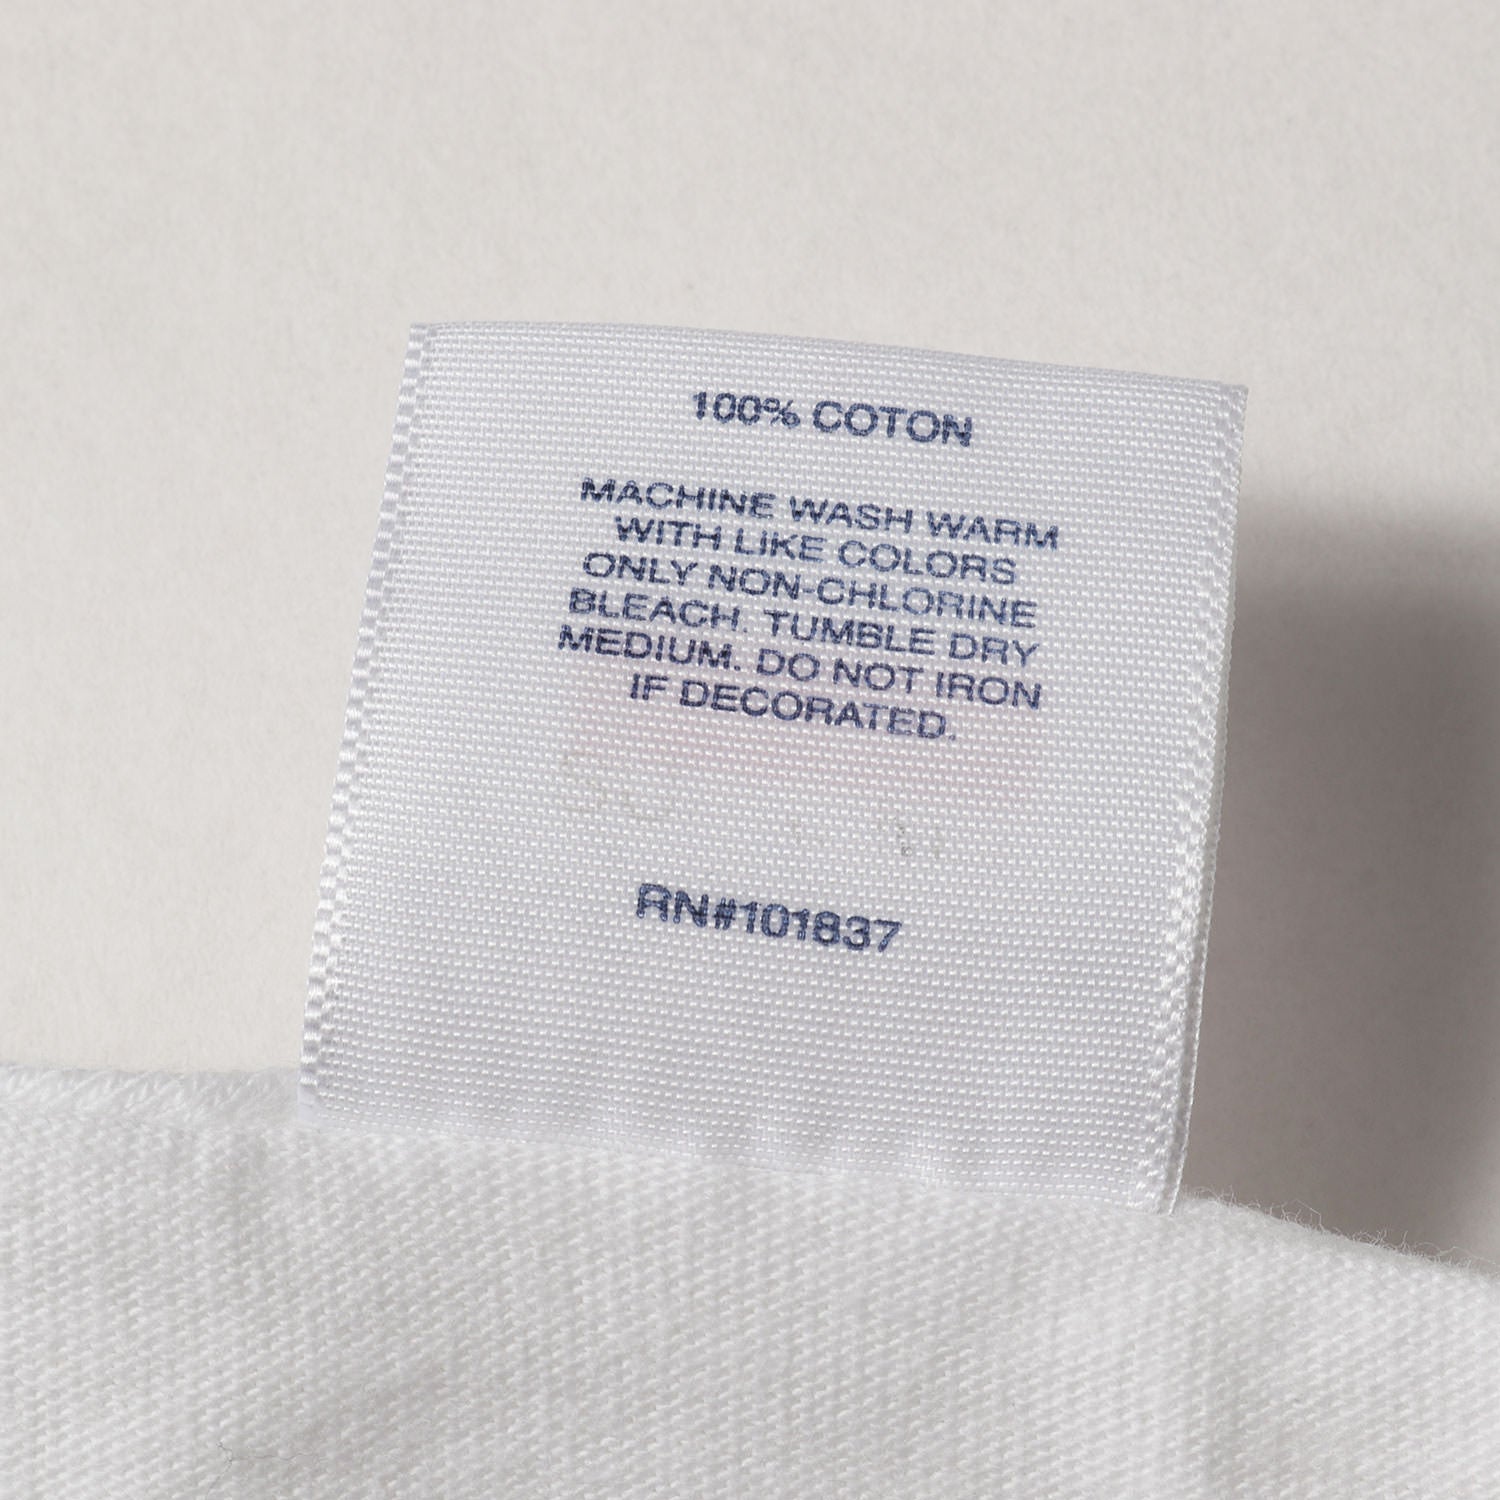 100% COTON
MACHINE WASH WARM
WITH LIKE COLORS
ONLY NON-CHLORINE
BLEACH. TUMBLE DRY
MEDIUM. DO NOT IRON
IF DECORATED.
RN#101837